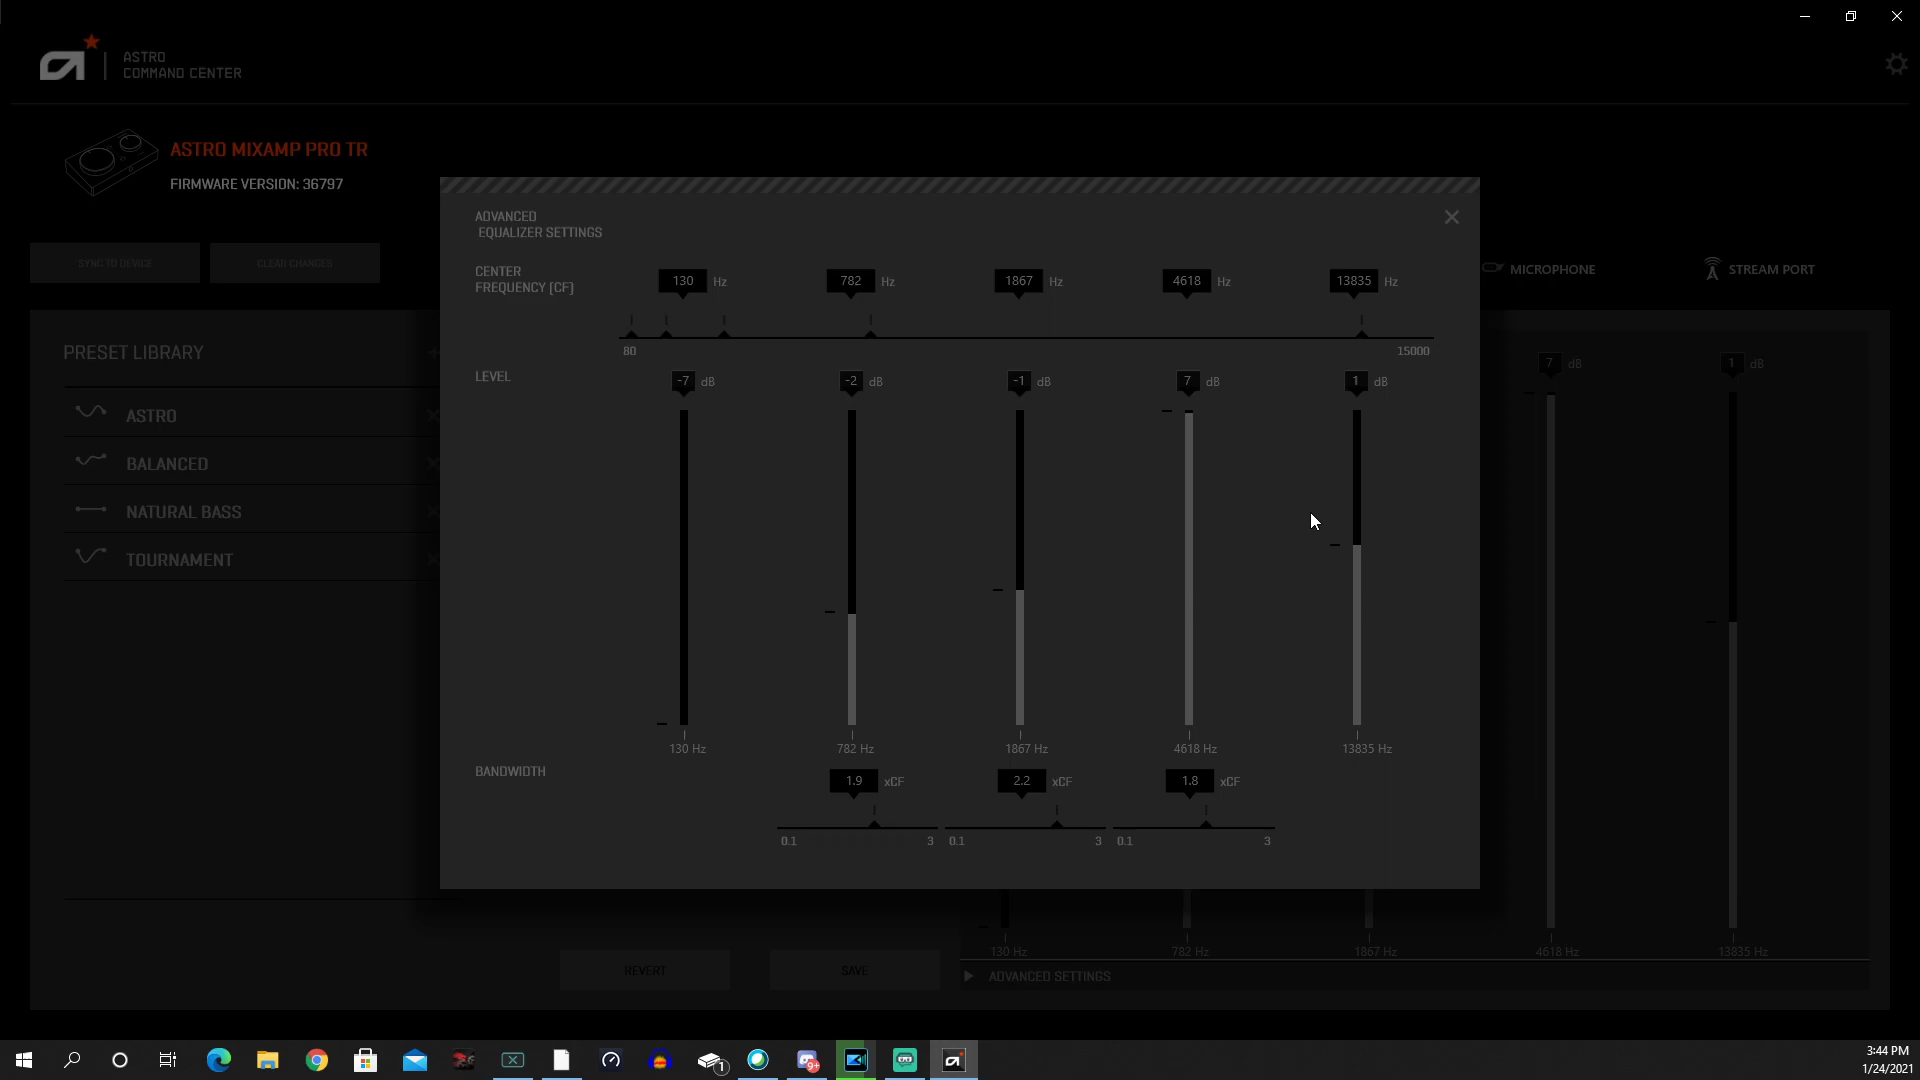 ASTRO
COMMAND CENTER
ASTRO MIXAMP PRO TR
FIRMWARE VERSION: 36797
SYNC TO DEVICE
CLEAR CHANGES
MICROPHONE
STREAM PORT
PRESET LIBRARY
ASTRO
BALANCED
NATURAL BASS
TOURNAMENT
ADVANCED
EQUALIZER SETTINGS
CENTER
FREQUENCY (CF)
130 Hz
782 Hz
1867 Hz
4618 Hz
13835 Hz
80
15000
LEVEL
-7 dB
-2 dB
-1 dB
7 dB
1 dB
130 Hz
782 Hz
1867 Hz
4618 Hz
13835 Hz
BANDWIDTH
1.9 xCF
2.2 xCF
1.8 xCF
0.1
3
0.1
3
0.1
3
7 dB
1 dB
130 Hz
782 Hz
1867 Hz
4618 Hz
13835 Hz
REVERT
SAVE
ADVANCED SETTINGS
1
9+
3:44 PM
1/24/2021